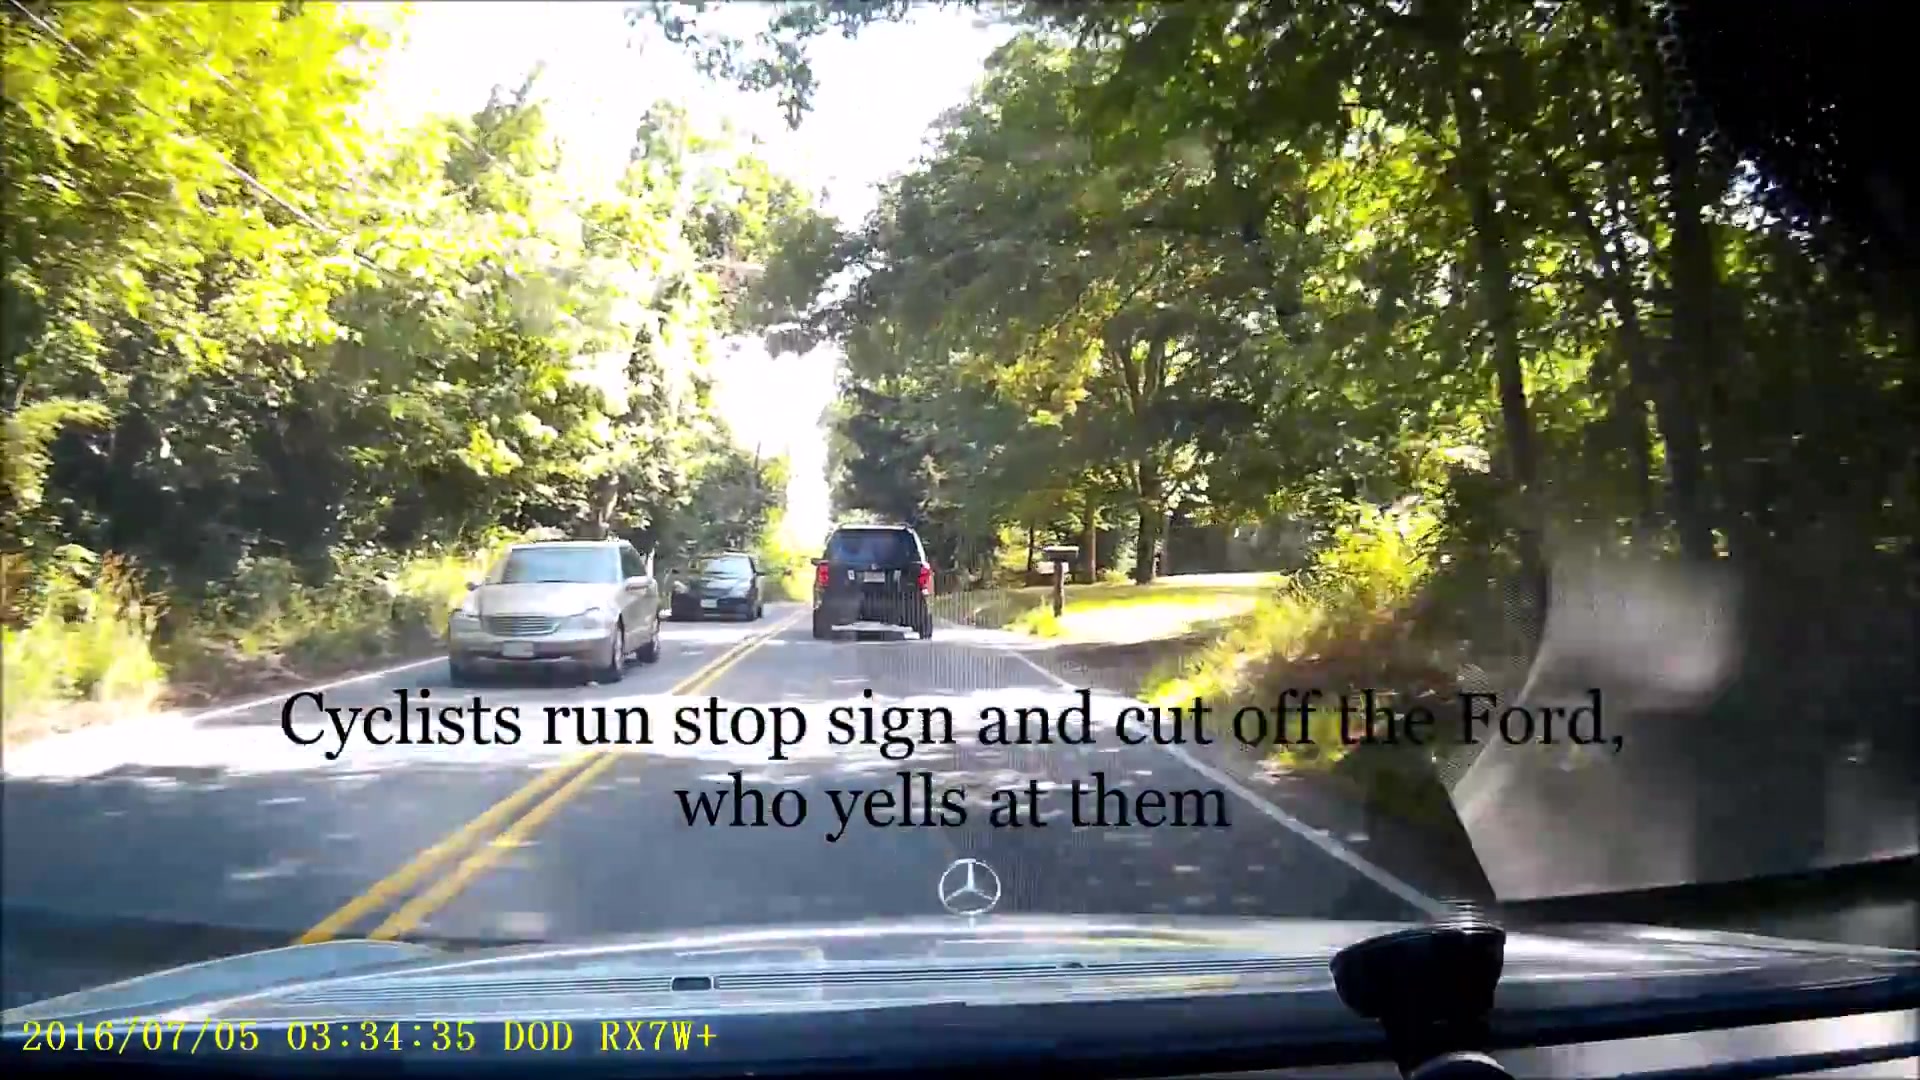 Cyclists run stop sign and cut off the Ford,
who yells at them
2016/07/05 03:34:35 DOD RX7W+